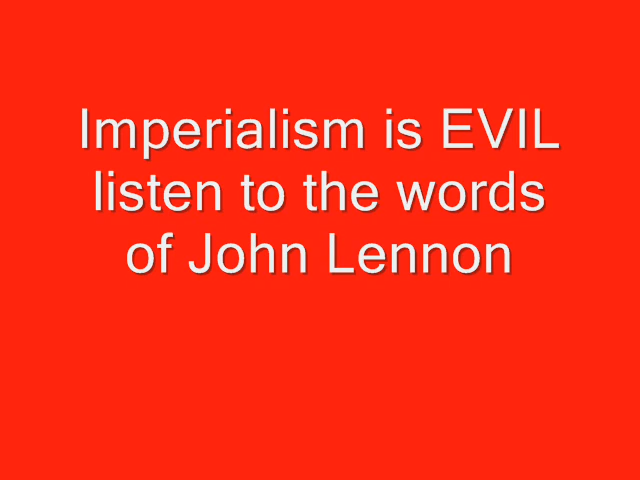 Imperialism is EVIL
listen to the words
of John Lennon